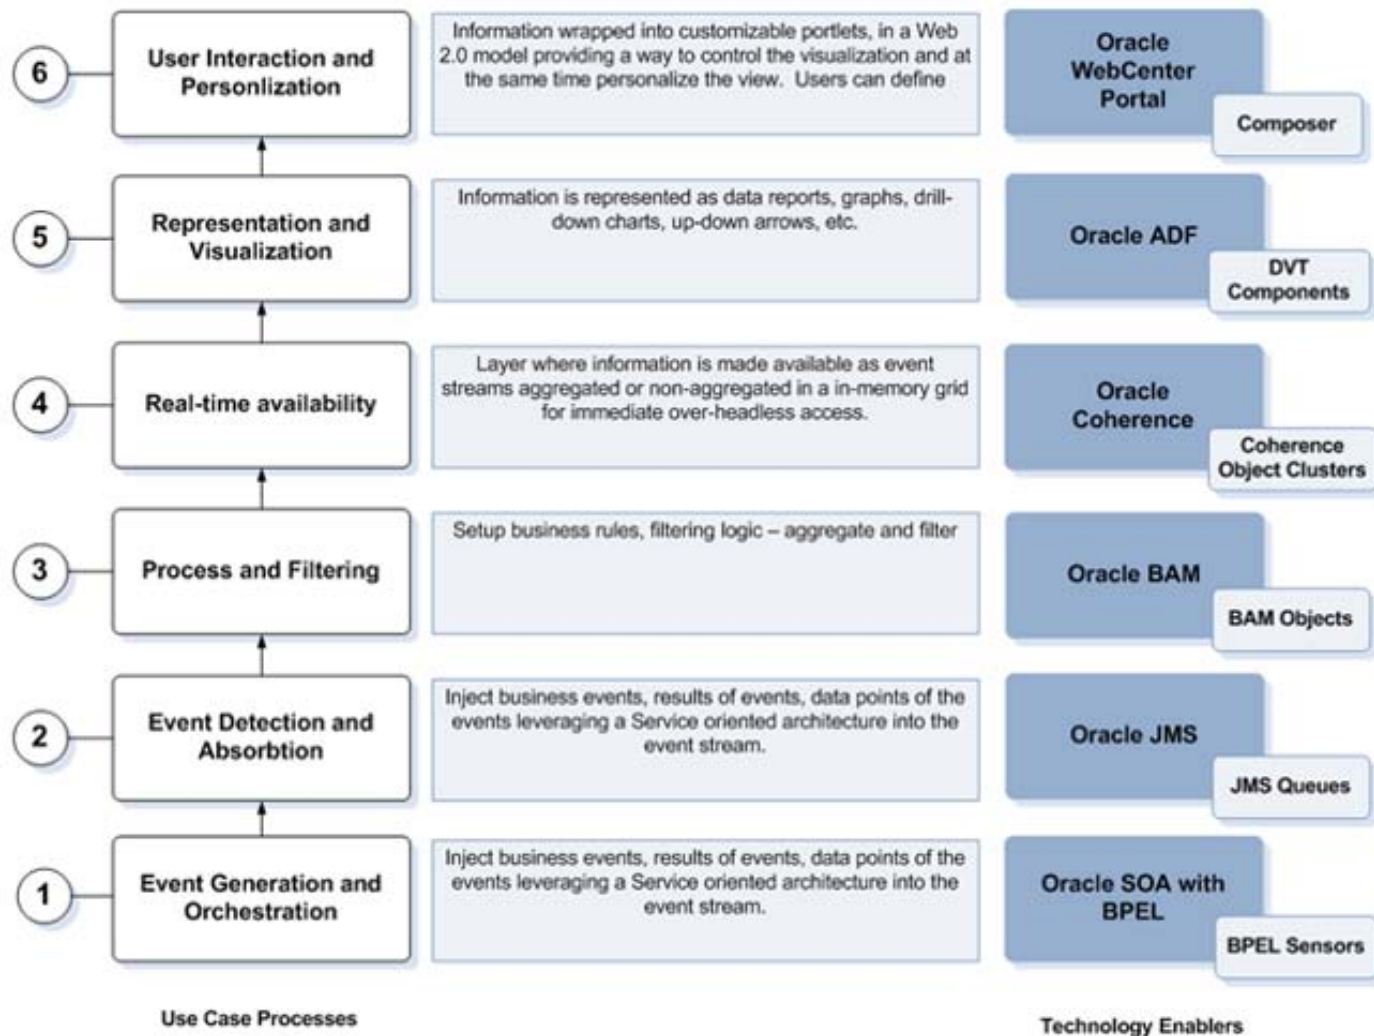 6
User Interaction and
Personlization
Information wrapped into customizable portlets, in a Web
2.0 model providing a way to control the visualization and at
the same time personalize the view. Users can define
Oracle
WebCenter
Portal
Composer
5
Representation and
Visualization
Information is represented as data reports, graphs, drill-
down charts, up-down arrows, etc.
Oracle ADF
DVT
Components
4
Real-time availability
Layer where information is made available as event
streams aggregated or non-aggregated in a in-memory grid
for immediate over-headless access.
Oracle
Coherence
Coherence
Object Clusters
3
Process and Filtering
Setup business rules, filtering logic – aggregate and filter
Oracle BAM
BAM Objects
2
Event Detection and
Absorbtion
Inject business events, results of events, data points of the
events leveraging a Service oriented architecture into the
event stream.
Oracle JMS
JMS Queues
1
Event Generation and
Orchestration
Inject business events, results of events, data points of the
events leveraging a Service oriented architecture into the
event stream.
Oracle SOA with
BPEL
BPEL Sensors
Use Case Processes
Technology Enablers